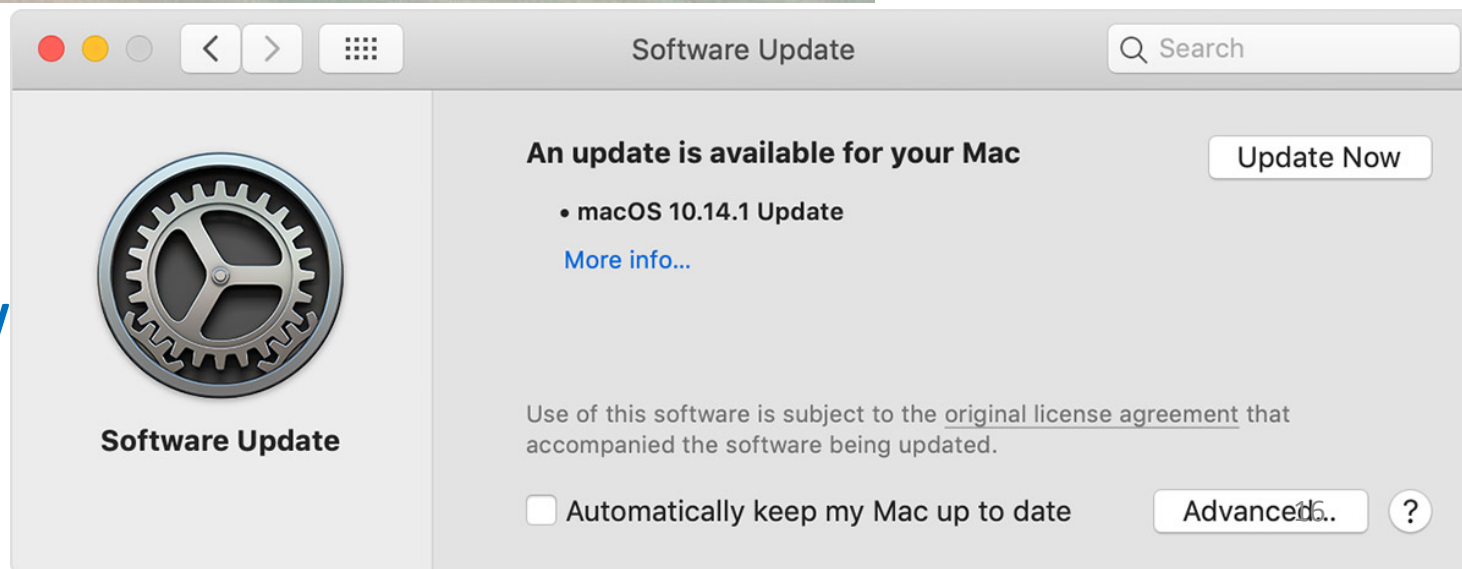 Software Update
Search
An update is available for your Mac
Update Now
• macOS 10.14.1 Update
More info...
Software Update
Use of this software is subject to the original license agreement that
accompanied the software being updated.
Automatically keep my Mac up to date
Advanced...
16
?